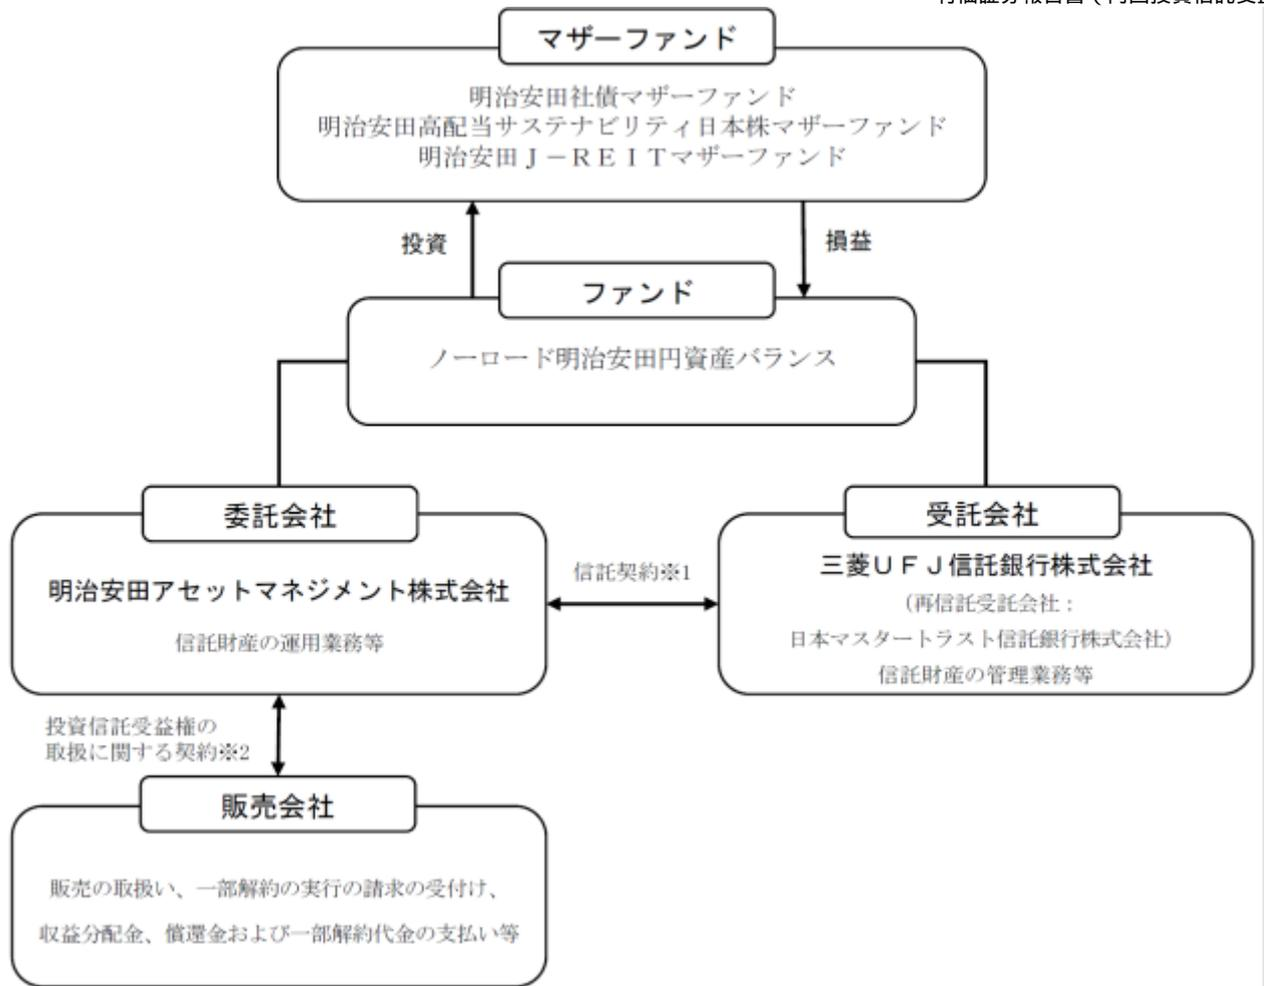 マザーファンド
明治安田社債マザーファンド
明治安田高配当サステナビリティ日本株マザーファンド
明治安田J－REITマザーファンド
投資
損益
ファンド
ノーロード明治安田円資産バランス
委託会社
明治安田アセットマネジメント株式会社
信託財産の運用業務等
信託契約※1
受託会社
三菱UFJ信託銀行株式会社
（再信託受託会社：
日本マスタートラスト信託銀行株式会社）
信託財産の管理業務等
投資信託受益権の
取扱に関する契約※2
販売会社
販売の取扱い、一部解約の実行の請求の受付け、
収益分配金、償還金および一部解約代金の支払い等